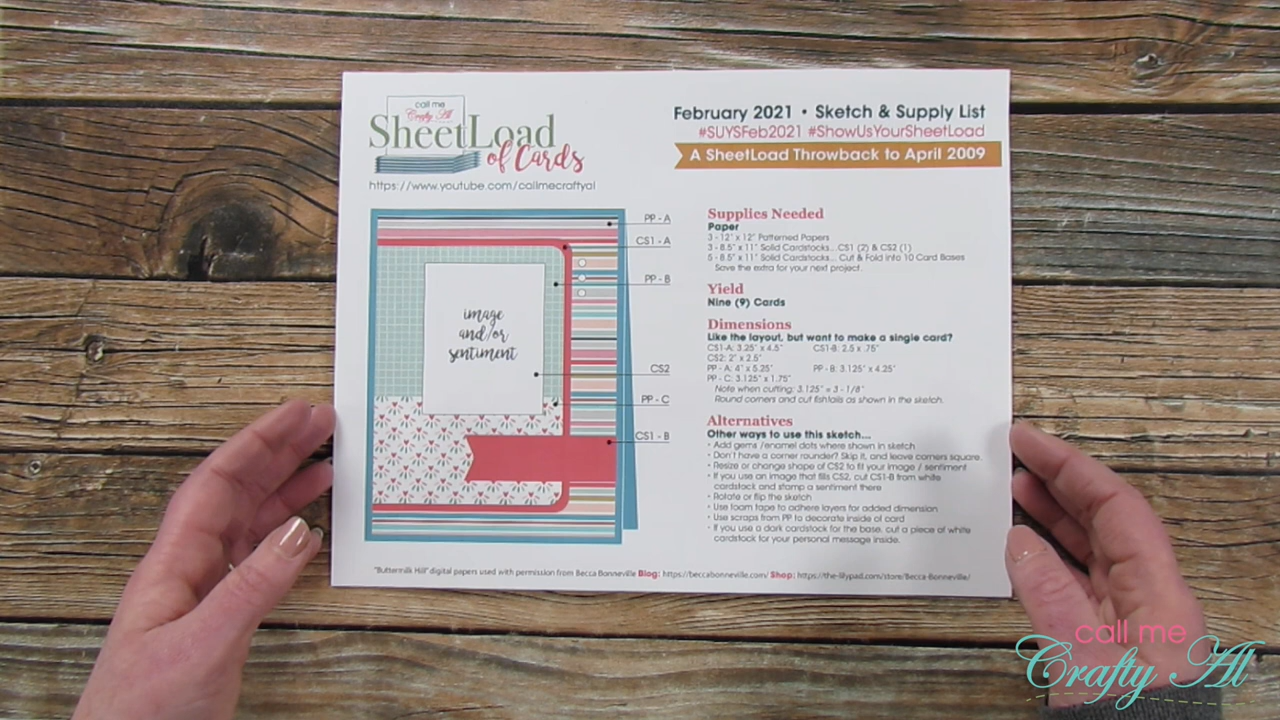 call me
Crafty Al
SheetLoad
of Cards
https://www.youtube.com/callmecraftyal
February 2021 • Sketch & Supply List
#SUYSFeb2021 #ShowUsYourSheetLoad
A SheetLoad Throwback to April 2009
PP - A
CS1 - A
PP - B
CS2
PP - C
CS1 - B
image
and/or
sentiment
Supplies Needed
Paper
3 - 12" x 12" Patterned Papers
3 - 8.5" x 11" Solid Cardstocks... CS1 (2) & CS2 (1)
5 - 8.5" x 11" Solid Cardstocks... Cut & Fold into 10 Card Bases
Save the extra for your next project.
Yield
Nine (9) Cards
Dimensions
Like the layout, but want to make a single card?
CS1-A: 3.25" x 4.5" CS1-B: 2.5 x .75"
CS2: 2" x 2.5"
PP - A: 4" x 5.25" PP - B: 3.125" x 4.25"
PP - C: 3.125" x 1.75"
Note when cutting: 3.125" = 3 - 1/8"
Round corners and cut fishtails as shown in the sketch.
Alternatives
Other ways to use this sketch...
• Add gems /enamel dots where shown in sketch
• Don't have a corner rounder? Skip it, and leave corners square.
• Resize or change shape of CS2 to fit your image / sentiment
• If you use an image that fills CS2, cut CS1-B from white
cardstock and stamp a sentiment there
• Rotate or flip the sketch
• Use foam tape to adhere layers for added dimension
• Use scraps from PP to decorate inside of card
• If you use a dark cardstock for the base, cut a piece of white
cardstock for your personal message inside.
"Buttermilk Hill" digital papers used with permission from Becca Bonneville Blog: https://beccabonneville.com/ Shop: https://the-lilypad.com/store/Becca-Bonneville/
call me
Crafty Al